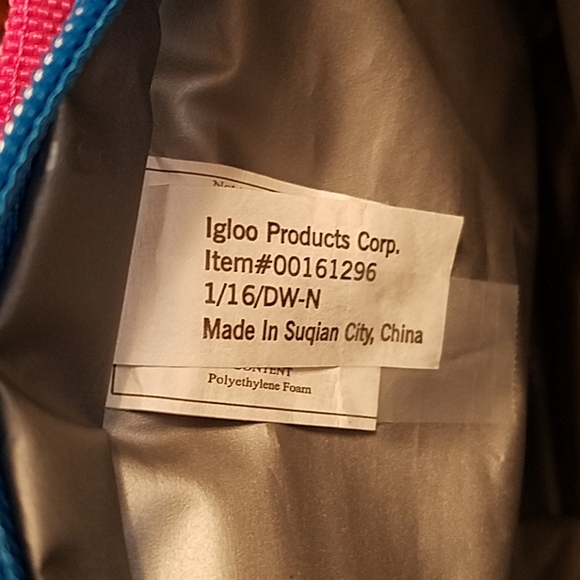 Igloo Products Corp.
Item#00161296
1/16/DW-N
Made In Suqian City, China
CONTENT
Polyethylene Foam